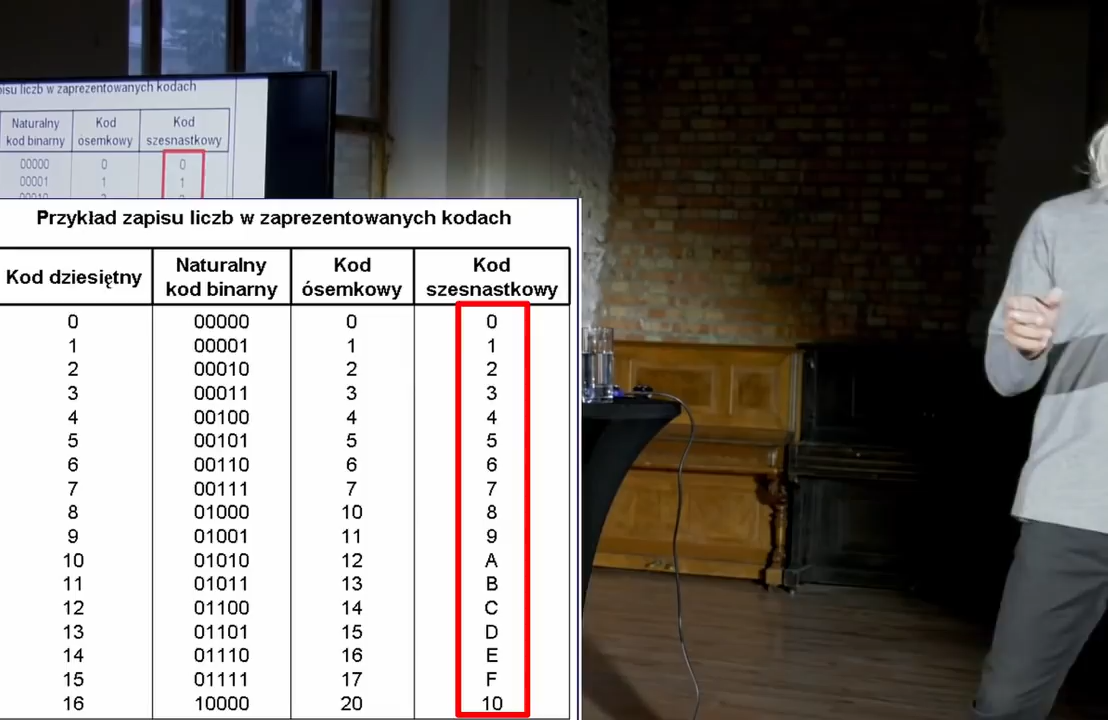 isu liczb w zaprezentowanych kodach
Naturalny kod binarny Kod ósemkowy Kod szesnastkowy
00000 0 0
00001 1 1
Przykład zapisu liczb w zaprezentowanych kodach
Kod dziesiętny Naturalny kod binarny Kod ósemkowy Kod szesnastkowy
0 00000 0 0
1 00001 1 1
2 00010 2 2
3 00011 3 3
4 00100 4 4
5 00101 5 5
6 00110 6 6
7 00111 7 7
8 01000 10 8
9 01001 11 9
10 01010 12 A
11 01011 13 B
12 01100 14 C
13 01101 15 D
14 01110 16 E
15 01111 17 F
16 10000 20 10